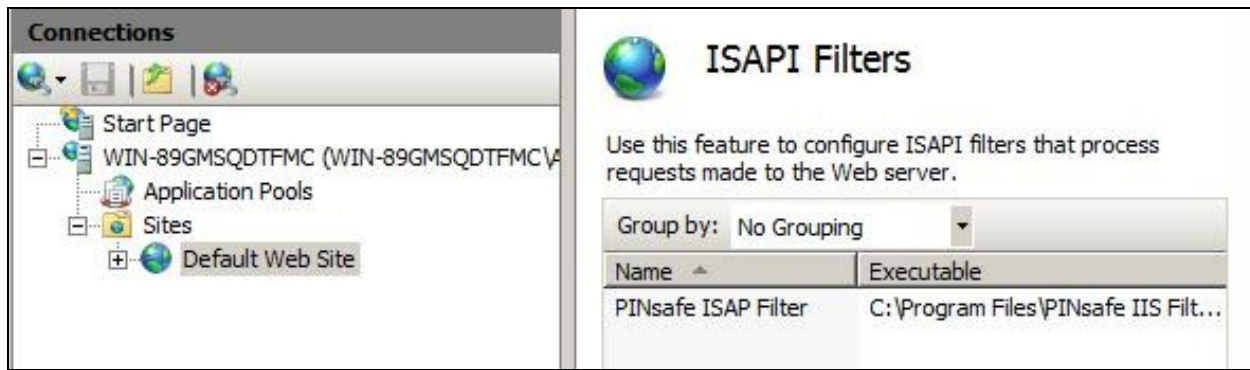 Connections
Start Page
WIN-89GMSQDTFMC (WIN-89GMSQDTFMC\A
Application Pools
Sites
Default Web Site
ISAPI Filters
Use this feature to configure ISAPI filters that process
requests made to the Web server.
Group by: No Grouping
Name Executable
PINsafe ISAP Filter C:\Program Files\PINsafe IIS Filt...